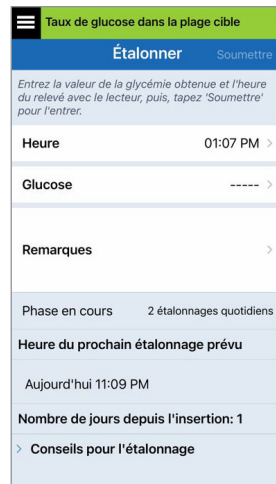 Taux de glucose dans la plage cible
Étalonner Soumettre
Entrez la valeur de la glycémie obtenue et l'heure
du relevé avec le lecteur, puis, tapez 'Soumettre'
pour l'entrer.
Heure 01:07 PM >
Glucose ----- >
Remarques >
Phase en cours 2 étalonnages quotidiens
Heure du prochain étalonnage prévu
Aujourd'hui 11:09 PM
Nombre de jours depuis l'insertion: 1
> Conseils pour l'étalonnage